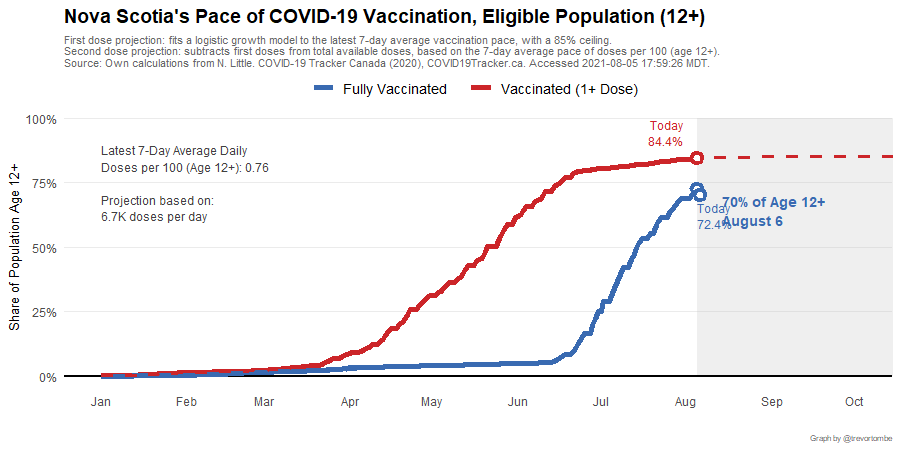 Nova Scotia's Pace of COVID-19 Vaccination, Eligible Population (12+)
First dose projection: fits a logistic growth model to the latest 7-day average vaccination pace, with a 85% ceiling.
Second dose projection: subtracts first doses from total available doses, based on the 7-day average pace of doses per 100 (age 12+).
Source: Own calculations from N. Little. COVID-19 Tracker Canada (2020), COVID19Tracker.ca. Accessed 2021-08-05 17:59:26 MDT.
Fully Vaccinated
Vaccinated (1+ Dose)
Share of Population Age 12+
100%
75%
50%
25%
0%
Latest 7-Day Average Daily
Doses per 100 (Age 12+): 0.76
Projection based on:
6.7K doses per day
Today
84.4%
Today
72.4%
70% of Age 12+
August 6
Jan
Feb
Mar
Apr
May
Jun
Jul
Aug
Sep
Oct
Graph by @trevortombe